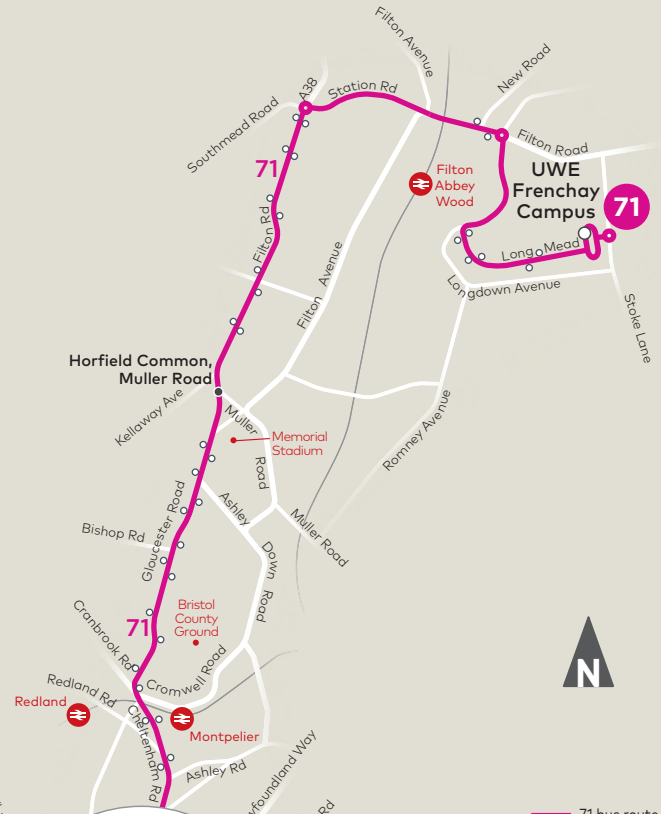 Filton Avenue
New Road
A38
Station Rd
Southmead Road
Filton Road
71
Filton
Abbey
Wood
UWE
Frenchay
Campus
71
Filton Rd
Long Mead
Filton Avenue
Longdown Avenue
Stoke Lane
Horfield Common,
Muller Road
Kellaway Ave
Muller Road
Memorial
Stadium
Romney Avenue
Gloucester Road
Ashley Down Road
Muller Road
Bishop Rd
Bristol
County
Ground
71
Cranbrook Rd
Cromwell Road
N
Redland Rd
Redland
Cheltenham Rd
Montpelier
Ashley Rd
wfoundland Way
Rd
71 bus route